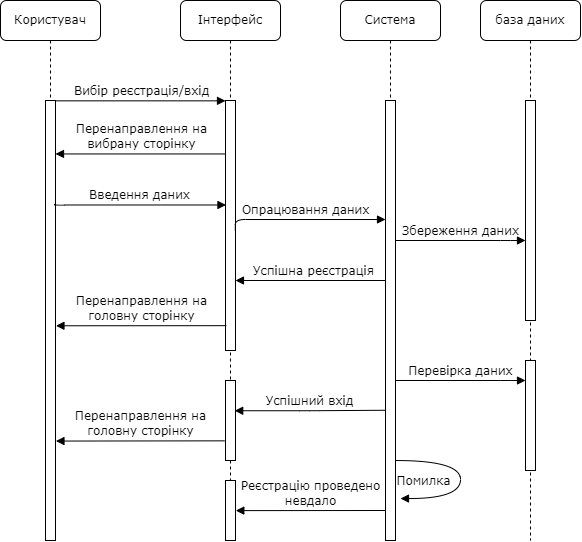 Користувач
Інтерфейс
Система
база даних
Вибір реєстрація/вхід
Перенаправлення на
вибрану сторінку
Введення даних
Опрацювання даних
Збереження даних
Успішна реєстрація
Перенаправлення на
головну сторінку
Перевірка даних
Успішний вхід
Перенаправлення на
головну сторінку
Помилка
Реєстрацію проведено
невдало